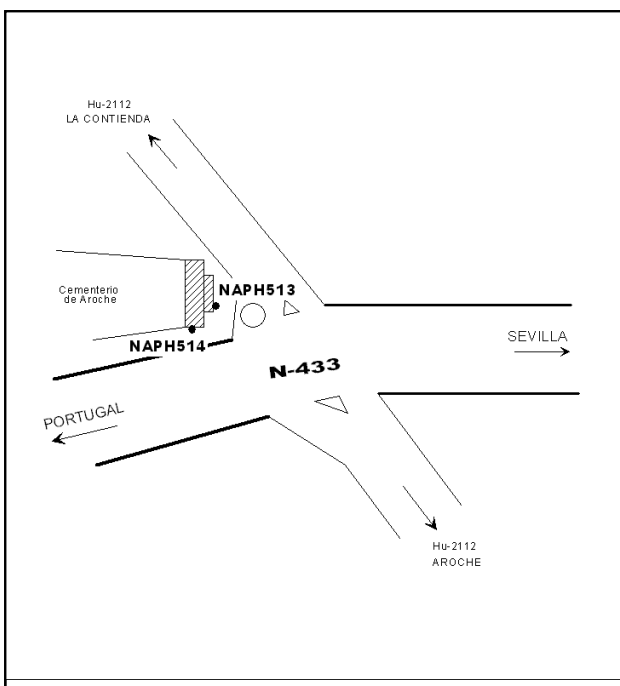 Hu-2112
LA CONTIENDA
Cementerio
de Aroche
NAPH513
NAPH514
SEVILLA
N-433
PORTUGAL
Hu-2112
AROCHE